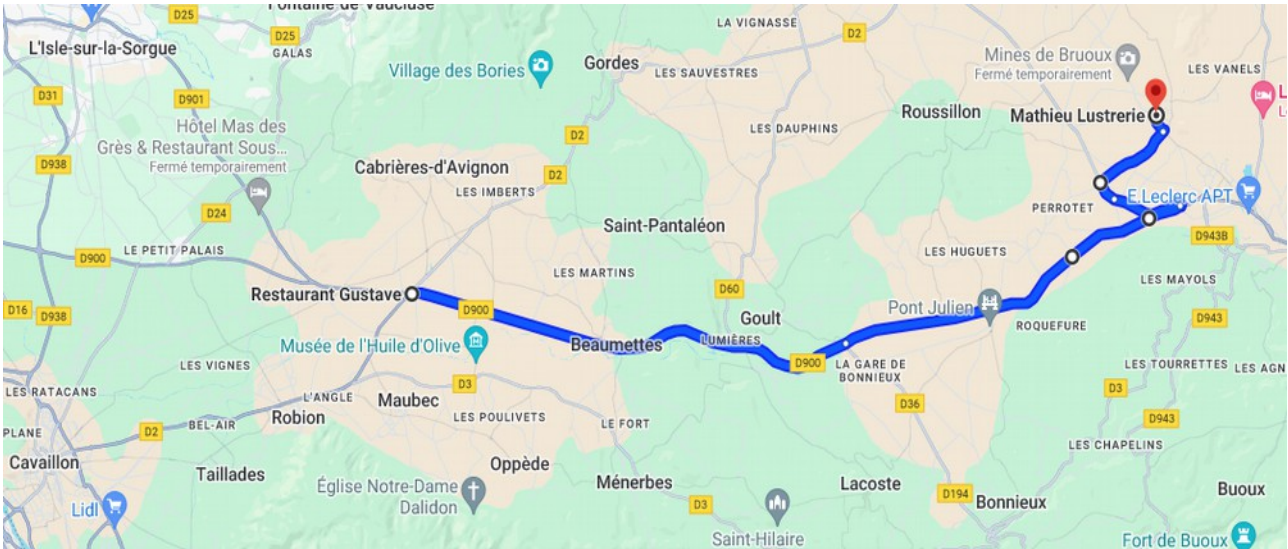 Fontaine de Vaucluse
D25
L'Isle-sur-la-Sorgue
D25
GALAS
LA VIGNASSE
D2
Mines de Bruoux
Fermé temporairement
LES VANELS
Village des Bories
Gordes
LES SAUVESTRES
D31
D901
Roussillon
Mathieu Lustrerie
Hôtel Mas des
Grès & Restaurant Sous...
Fermé temporairement
LES DAUPHINS
D2
D938
Cabrières-d'Avignon
D2
LES IMBERTS
E.Leclerc APT
PERROTET
D24
Saint-Pantaléon
D943B
LE PETIT PALAIS
D900
LES HUGUETS
LES MARTINS
LES MAYOLS
Restaurant Gustave
D60
D16
D938
D900
Pont Julien
Goult
D943
ROQUEFURE
Musée de l'Huile d'Olive
Beaumettes
LUMIÈRES
D900
LA GARE DE
BONNIEUX
LES VIGNES
LES TOURRETTES
LES AGN
D3
D3
LES RATACANS
L'ANGLE
Maubec
D36
Robion
LES POULIVETS
LE FORT
D943
PLANE
D2
BEL-AIR
LES CHAPELINS
Cavaillon
Taillades
Oppède
Ménerbes
Lacoste
Église Notre-Dame
Dalidon
D194
Bonnieux
Buoux
Lidl
D3
Saint-Hilaire
Fort de Buoux